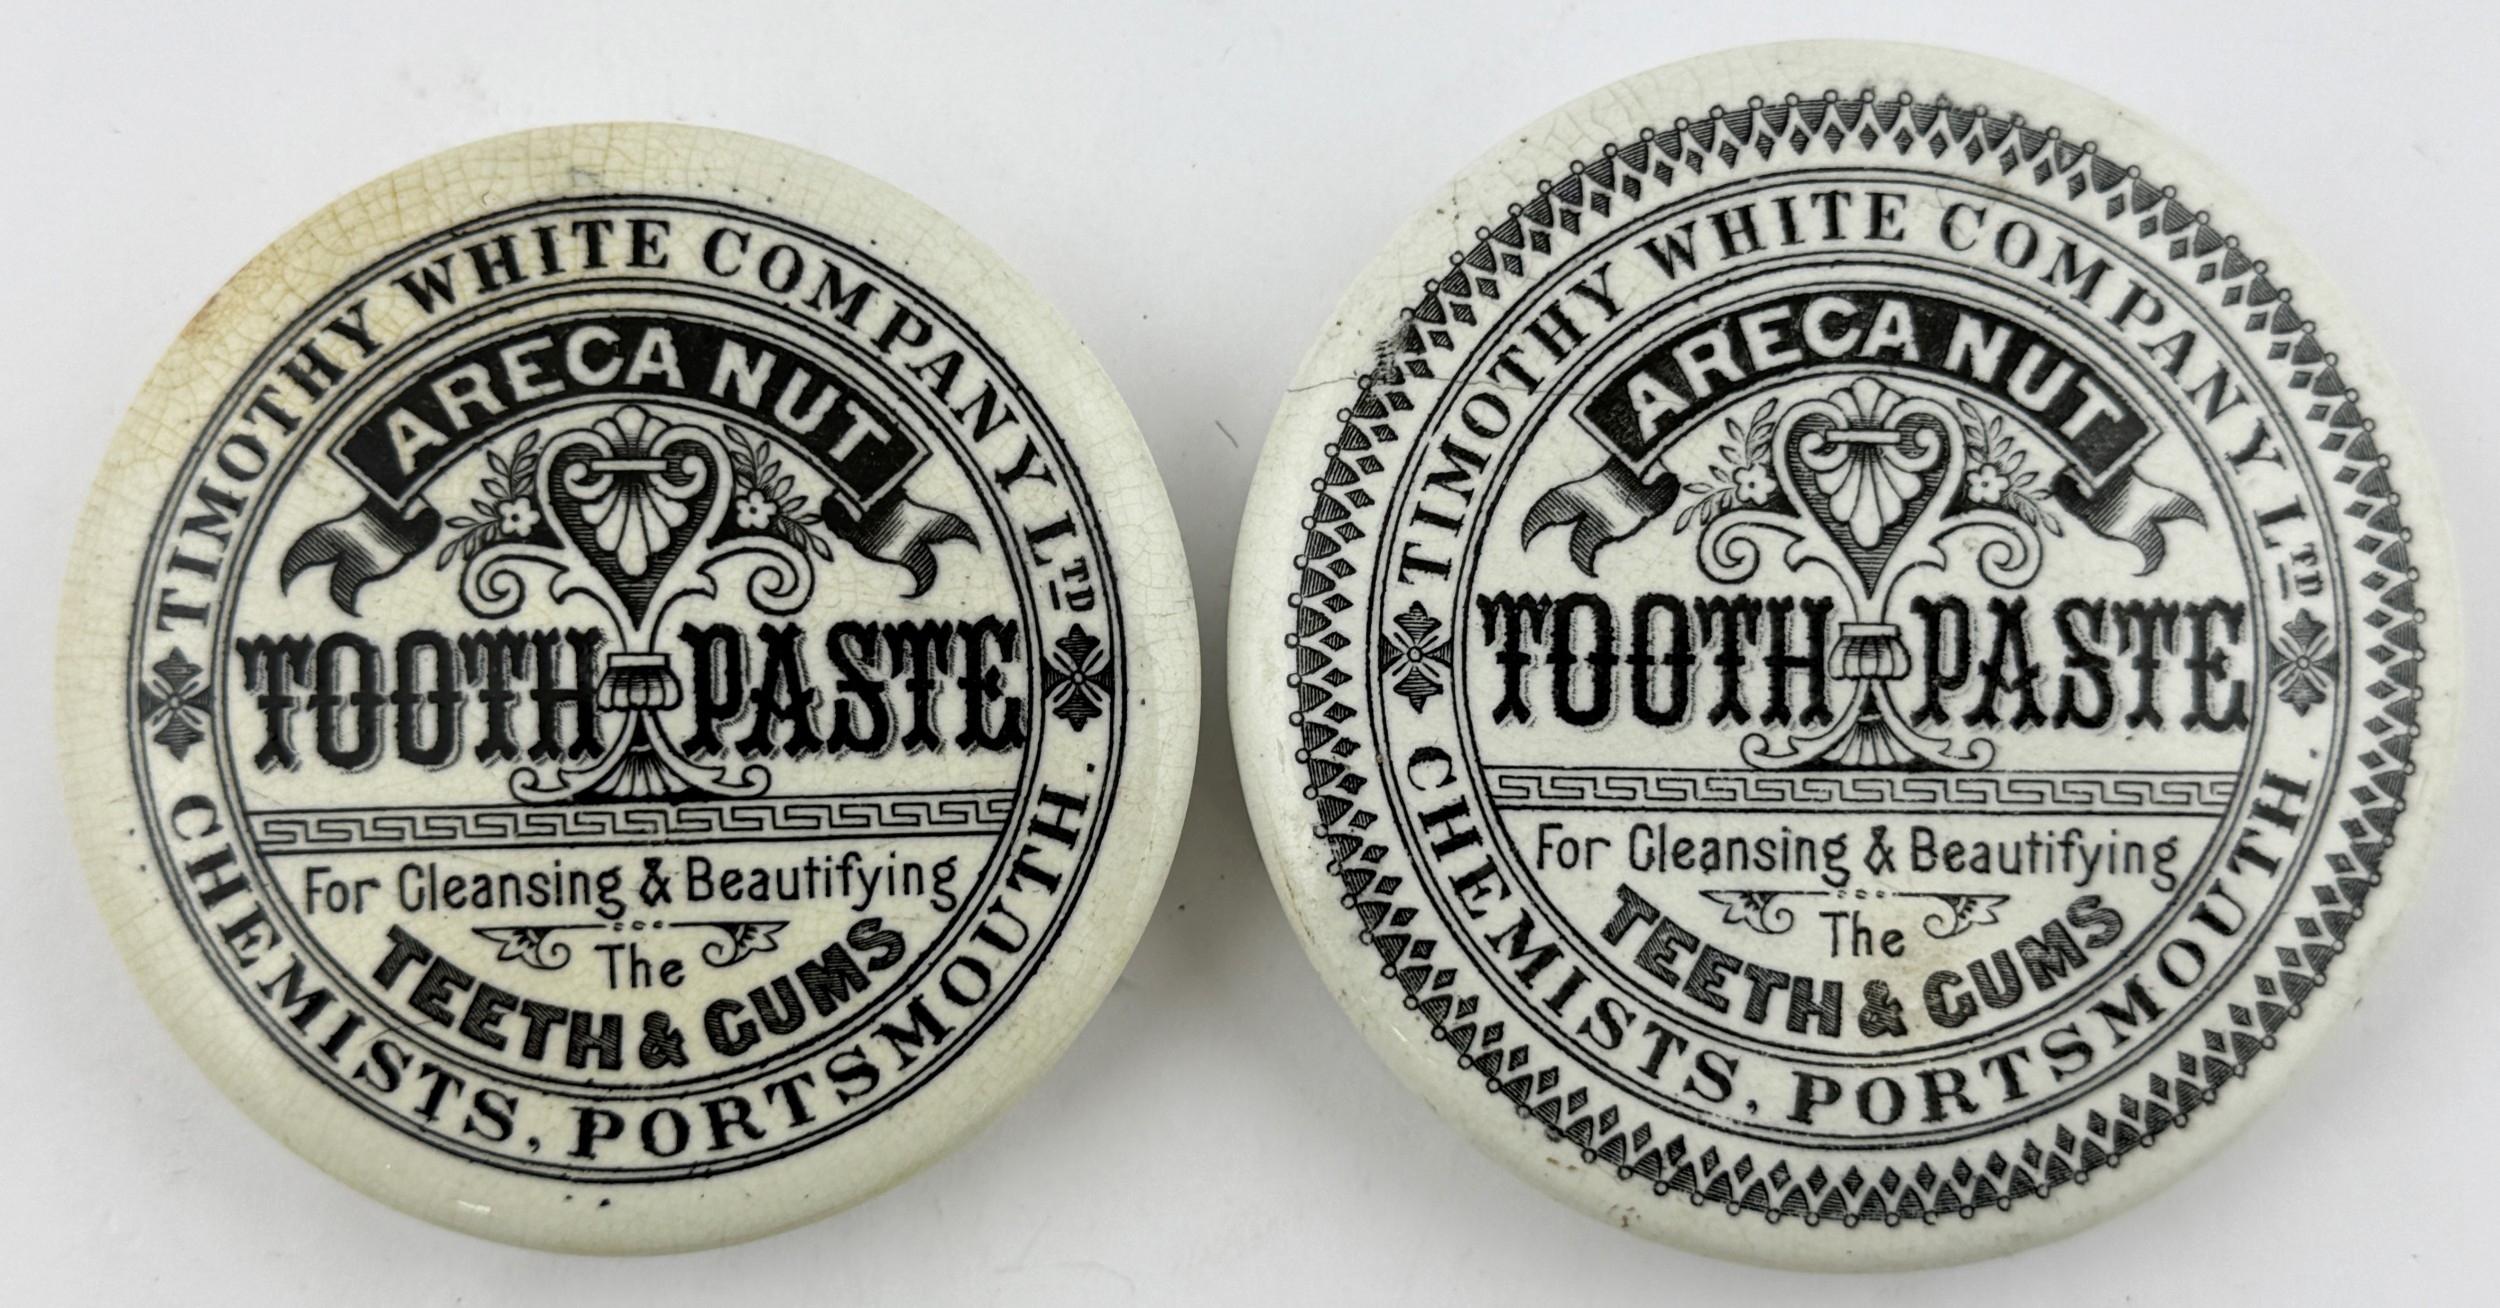 TIMOTHY WHITE COMPANY LTD
ARECA NUT
TOOTH PASTE
For Cleansing & Beautifying
The
TEETH & GUMS
CHEMISTS, PORTSMOUTH.
TIMOTHY WHITE COMPANY LTD
ARECA NUT
TOOTH PASTE
For Cleansing & Beautifying
The
TEETH & GUMS
CHEMISTS, PORTSMOUTH.